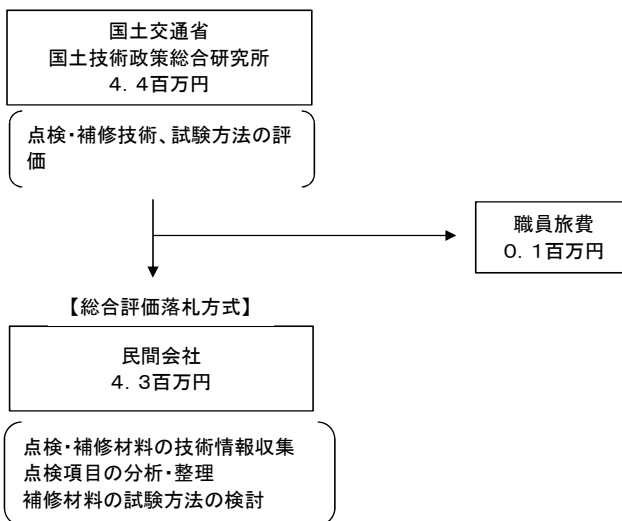 国土交通省
国土技術政策総合研究所
４．４百万円
点検・補修技術、試験方法の評
価
職員旅費
０．１百万円
【総合評価落札方式】
民間会社
４．３百万円
点検・補修材料の技術情報収集
点検項目の分析・整理
補修材料の試験方法の検討